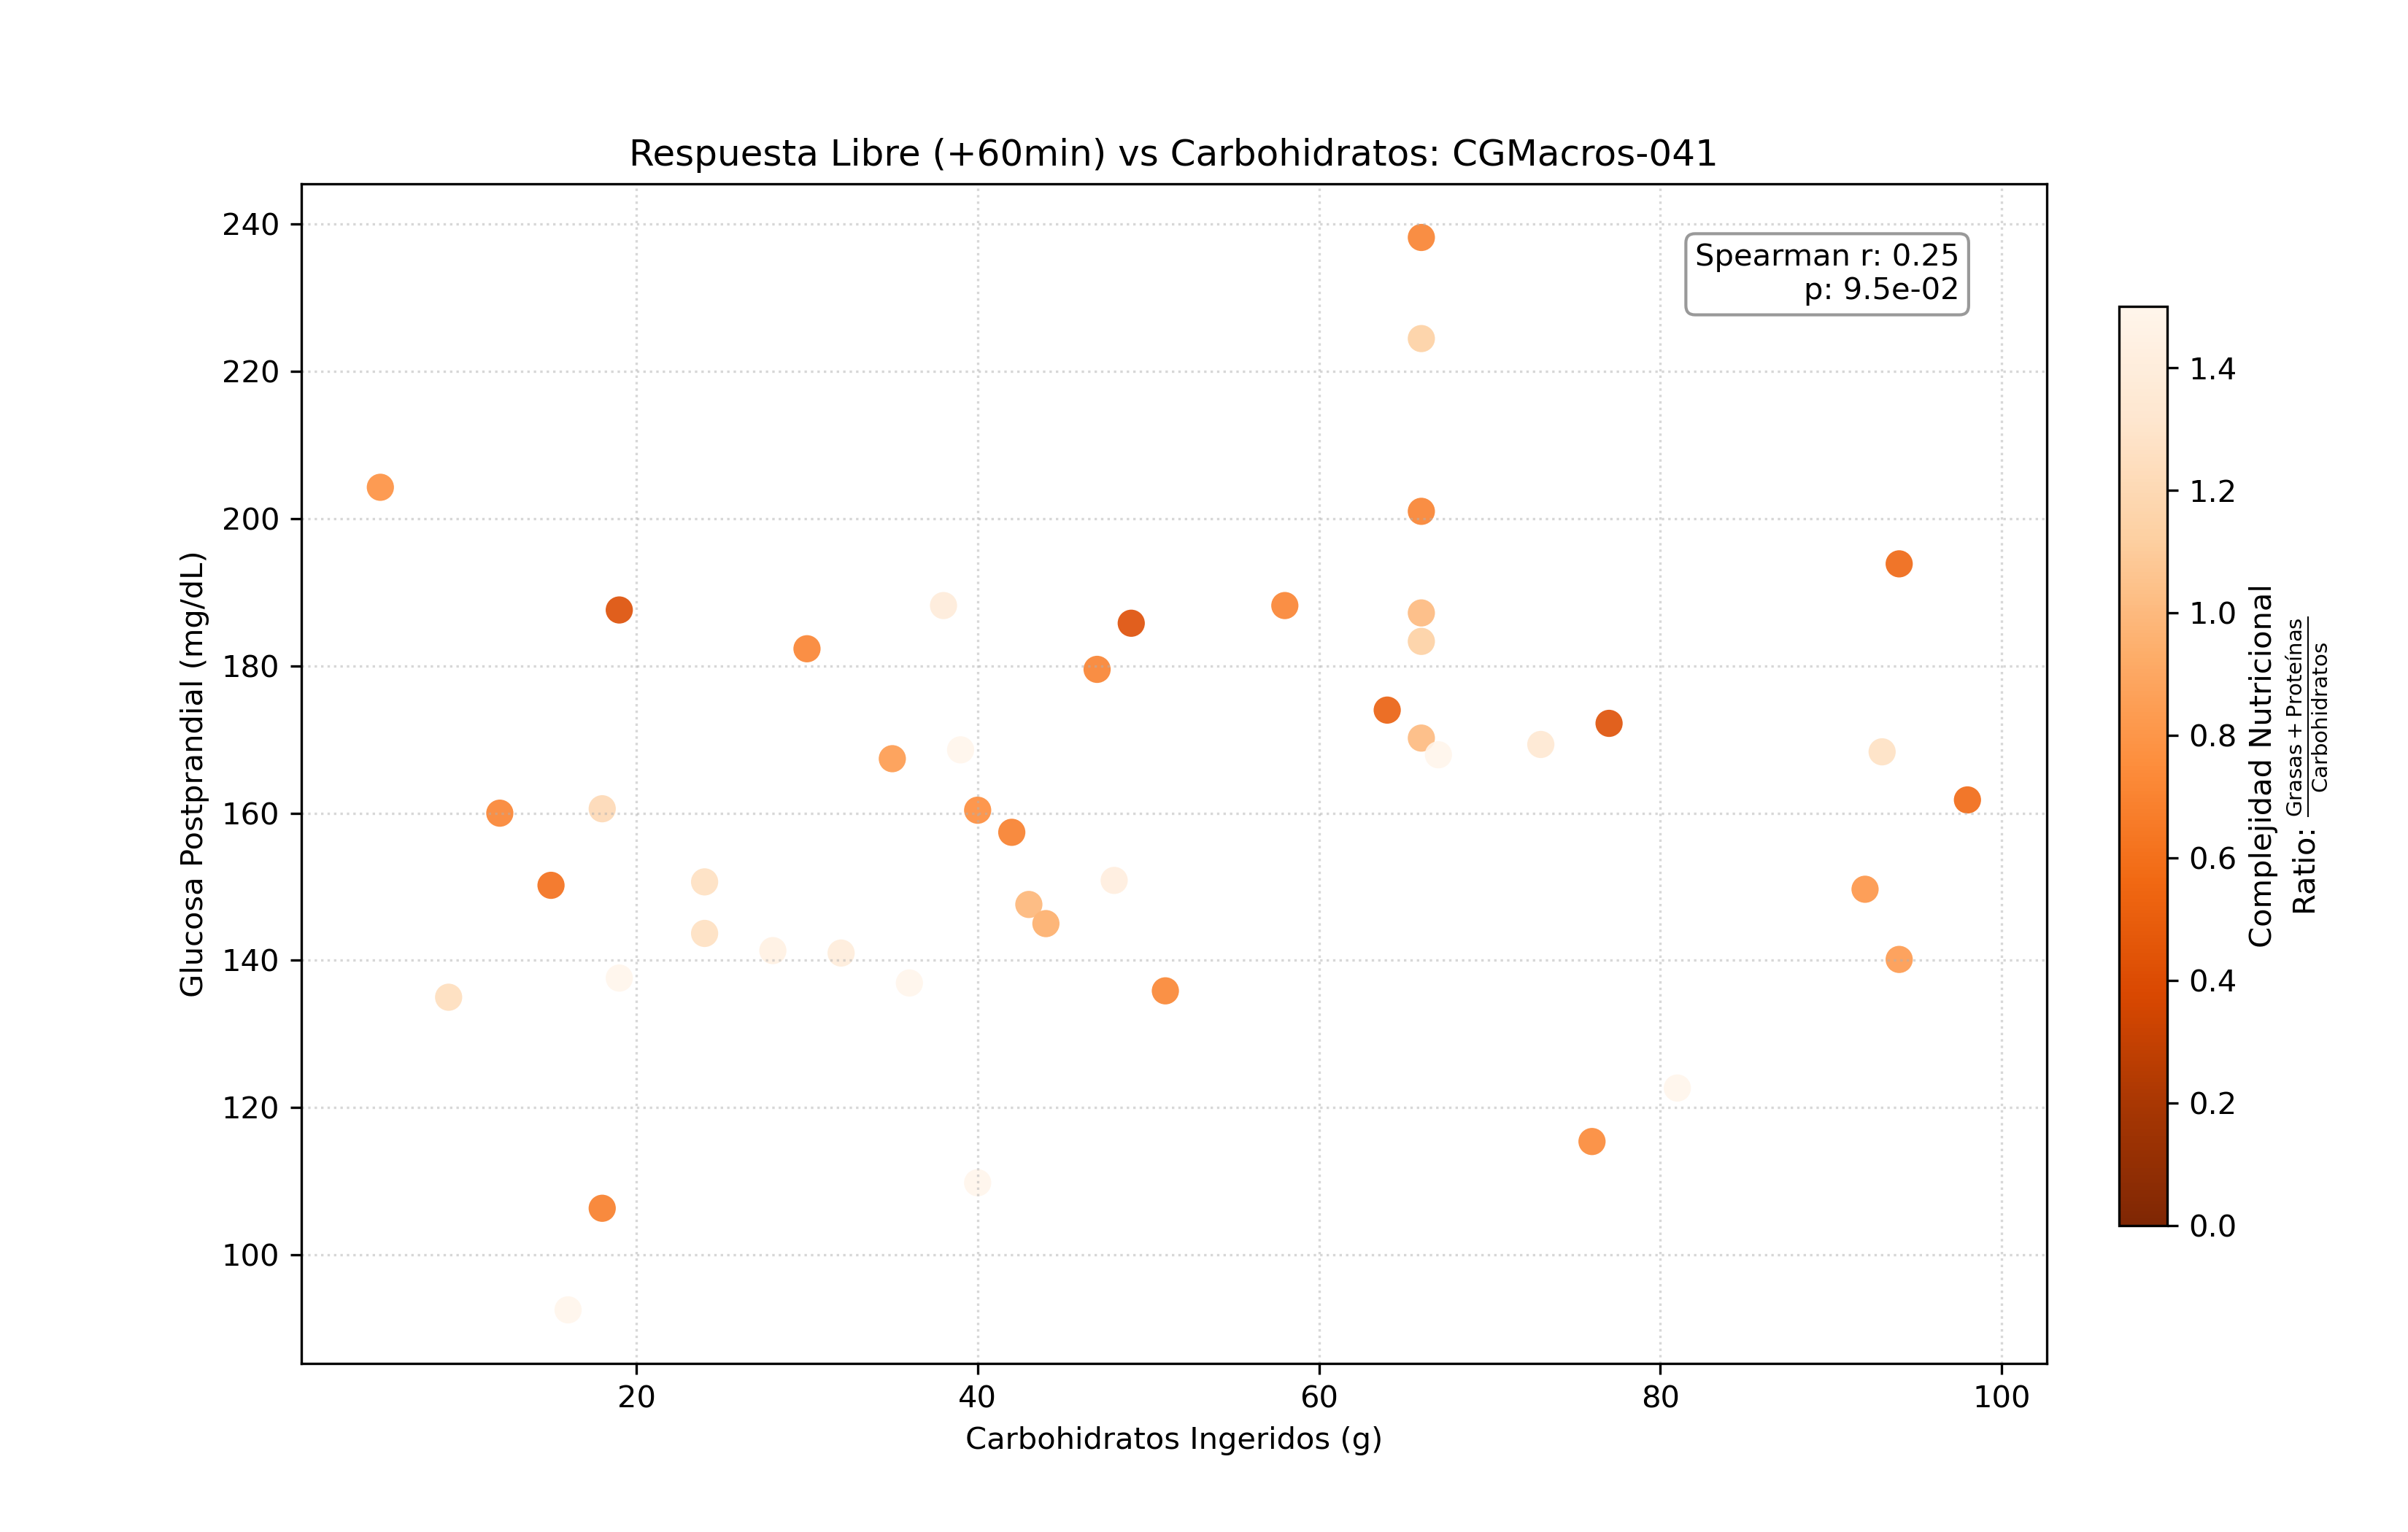 Respuesta Libre (+60min) vs Carbohidratos: CGMacros-041
Spearman r: 0.25
p: 9.5e-02
Glucosa Postprandial (mg/dL)
240
220
200
180
160
140
120
100
20
40
60
80
100
Carbohidratos Ingeridos (g)
1.4
1.2
1.0
0.8
0.6
0.4
0.2
0.0
Complejidad Nutricional
Ratio: Grasas + Proteínas
Carbohidratos